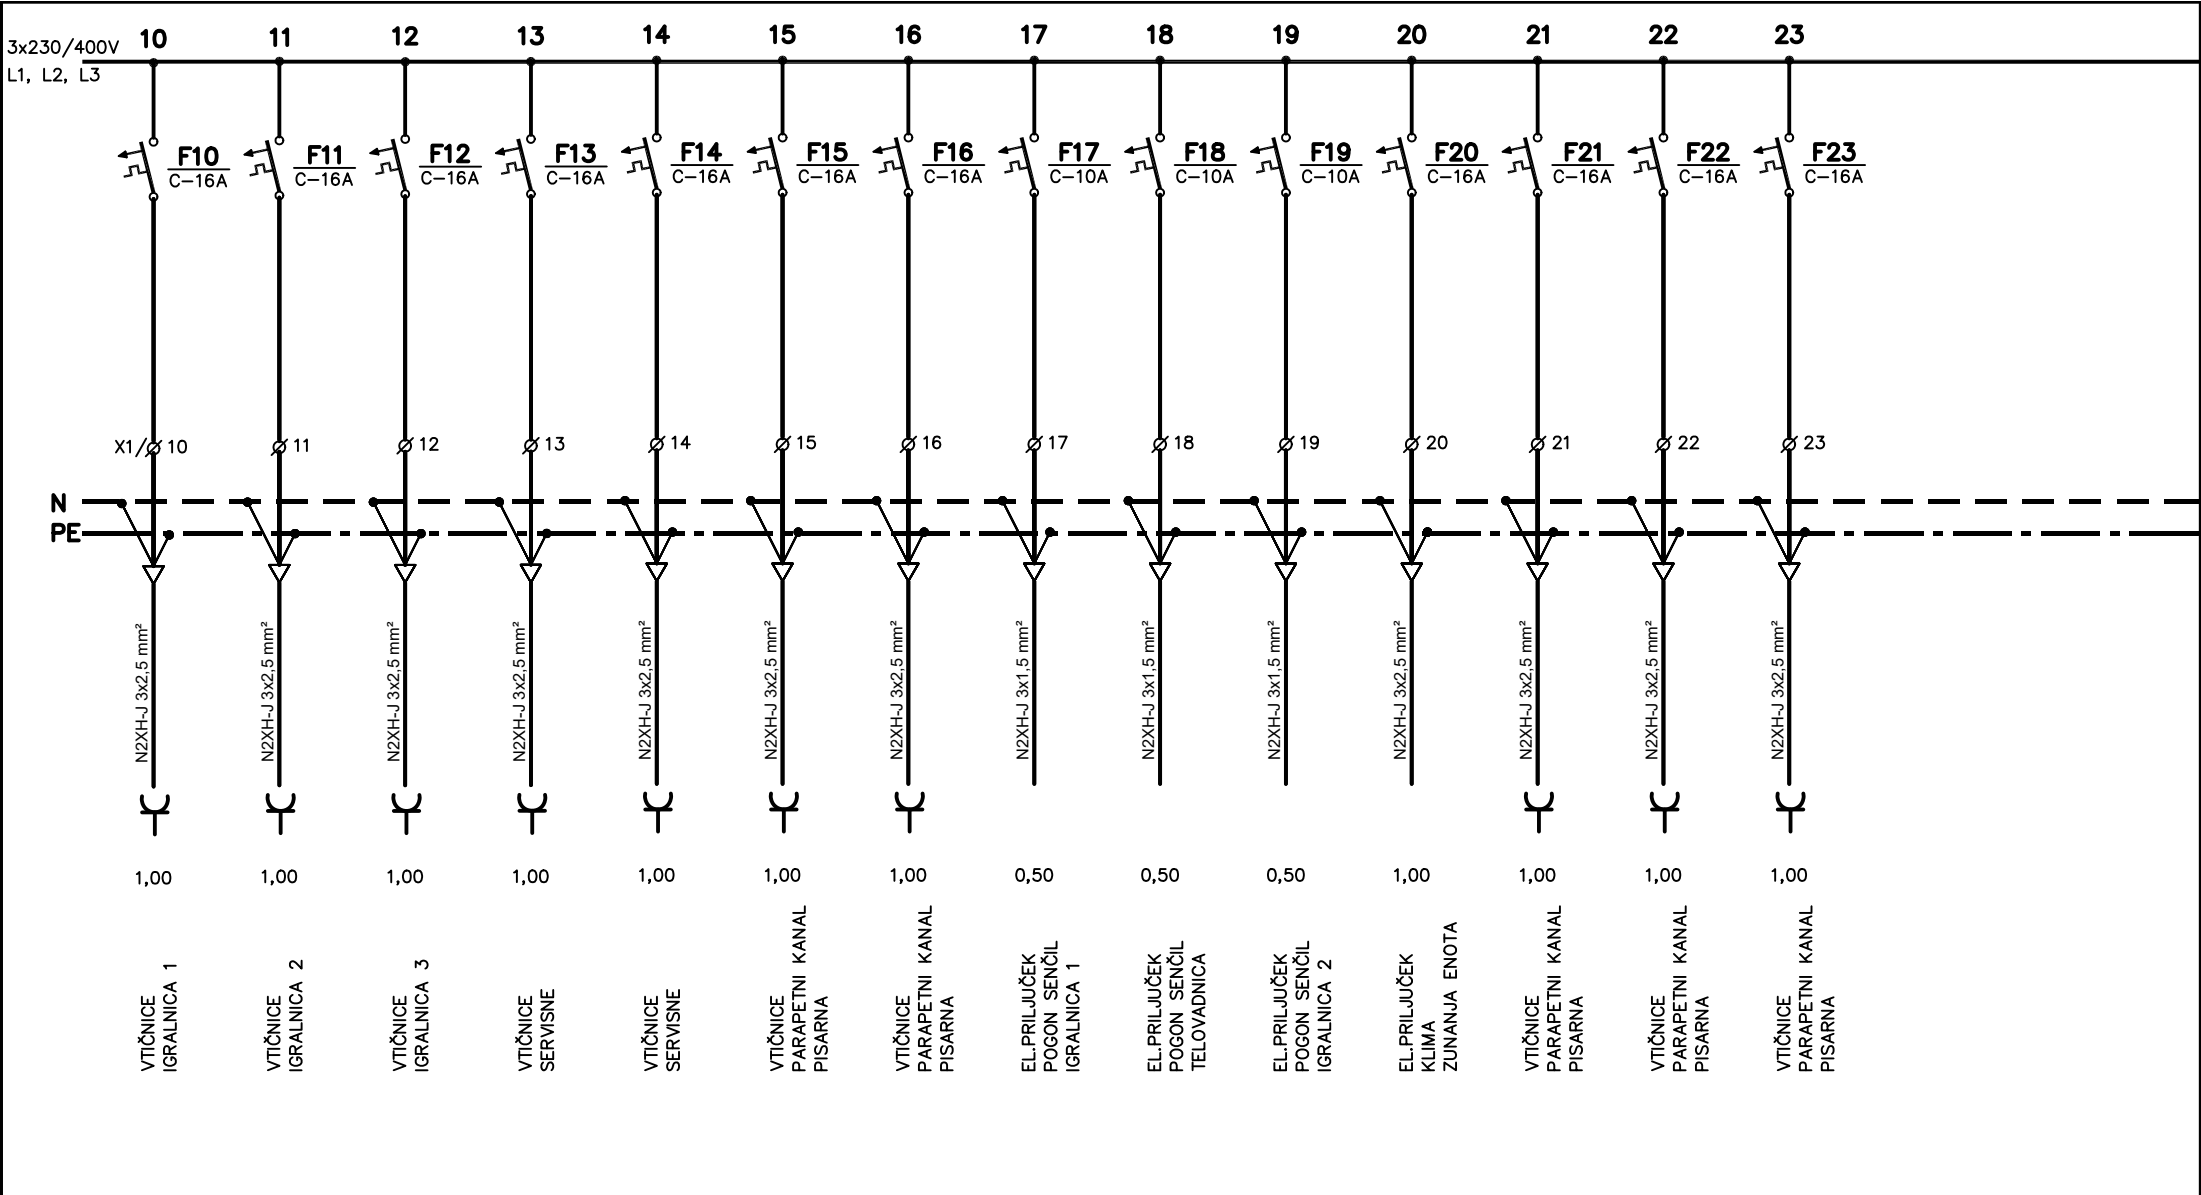 3x230/400V
L1, L2, L3
10 11 12 13 14 15 16 17 18 19 20 21 22 23
F10 F11 F12 F13 F14 F15 F16 F17 F18 F19 F20 F21 F22 F23
C-16A C-16A C-16A C-16A C-16A C-16A C-16A C-10A C-10A C-10A C-16A C-16A C-16A C-16A
X1/ 10 11 12 13 14 15 16 17 18 19 20 21 22 23
N
PE
N2XH-J 3x2,5 mm²
N2XH-J 3x2,5 mm²
N2XH-J 3x2,5 mm²
N2XH-J 3x2,5 mm²
N2XH-J 3x2,5 mm²
N2XH-J 3x2,5 mm²
N2XH-J 3x2,5 mm²
N2XH-J 3x1,5 mm²
N2XH-J 3x1,5 mm²
N2XH-J 3x1,5 mm²
N2XH-J 3x2,5 mm²
N2XH-J 3x2,5 mm²
N2XH-J 3x2,5 mm²
N2XH-J 3x2,5 mm²
1,00 1,00 1,00 1,00 1,00 1,00 1,00 0,50 0,50 0,50 1,00 1,00 1,00 1,00
VTIČNICE
IGRALNICA 1
VTIČNICE
IGRALNICA 2
VTIČNICE
IGRALNICA 3
VTIČNICE
SERVISNE
VTIČNICE
SERVISNE
VTIČNICE
PARAPETNI KANAL
PISARNA
VTIČNICE
PARAPETNI KANAL
PISARNA
EL.PRILJUČEK
POGON SENČIL
IGRALNICA 1
EL.PRILJUČEK
POGON SENČIL
TELOVADNICA
EL.PRILJUČEK
POGON SENČIL
IGRALNICA 2
EL.PRILJUČEK
KLIMA
ZUNANJA ENOTA
VTIČNICE
PARAPETNI KANAL
PISARNA
VTIČNICE
PARAPETNI KANAL
PISARNA
VTIČNICE
PARAPETNI KANAL
PISARNA